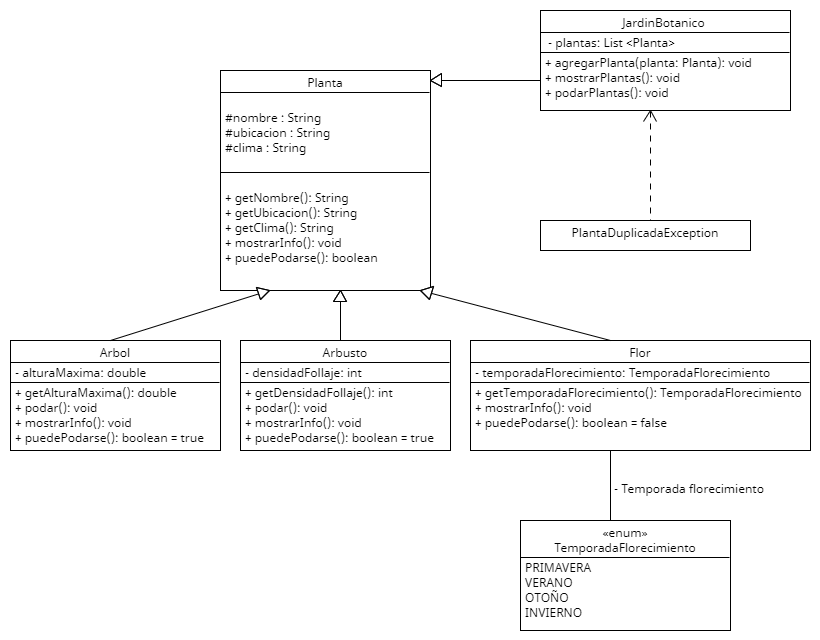 JardinBotanico
- plantas: List <Planta>
+ agregarPlanta(planta: Planta): void
+ mostrarPlantas(): void
+ podarPlantas(): void
Planta
#nombre : String
#ubicacion : String
#clima : String
+ getNombre(): String
+ getUbicacion(): String
+ getClima(): String
+ mostrarInfo(): void
+ puedePodarse(): boolean
PlantaDuplicadaException
Arbol
- alturaMaxima: double
+ getAlturaMaxima(): double
+ podar(): void
+ mostrarInfo(): void
+ puedePodarse(): boolean = true
Arbusto
- densidadFollaje: int
+ getDensidadFollaje(): int
+ podar(): void
+ mostrarInfo(): void
+ puedePodarse(): boolean = true
Flor
- temporadaFlorecimiento: TemporadaFlorecimiento
+ getTemporadaFlorecimiento(): TemporadaFlorecimiento
+ mostrarInfo(): void
+ puedePodarse(): boolean = false
- Temporada florecimiento
«enum»
TemporadaFlorecimiento
PRIMAVERA
VERANO
OTOÑO
INVIERNO